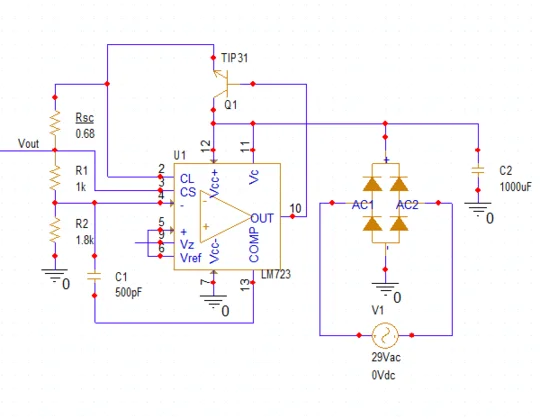 TIP31
Q1
Rsc
0.68
Vout
U1
12
11
R1
1k
2
CL
Vcc+
Vc
3
CS
4
-
-
C2
1000uF
+
AC1
AC2
10
OUT
R2
1.8k
5
+
+
9
Vz
6
Vref
Vcc-
COMP
LM723
-
0
0
C1
500pF
7
13
0
0
V1
29Vac
0Vdc